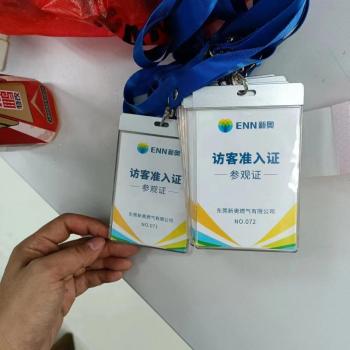 ENN新奥
访客准入证
参观证
东莞新奥燃气有限公司
NO.071
ENN新奥
访客准入证
参观证
东莞新奥燃气有限公司
NO.072